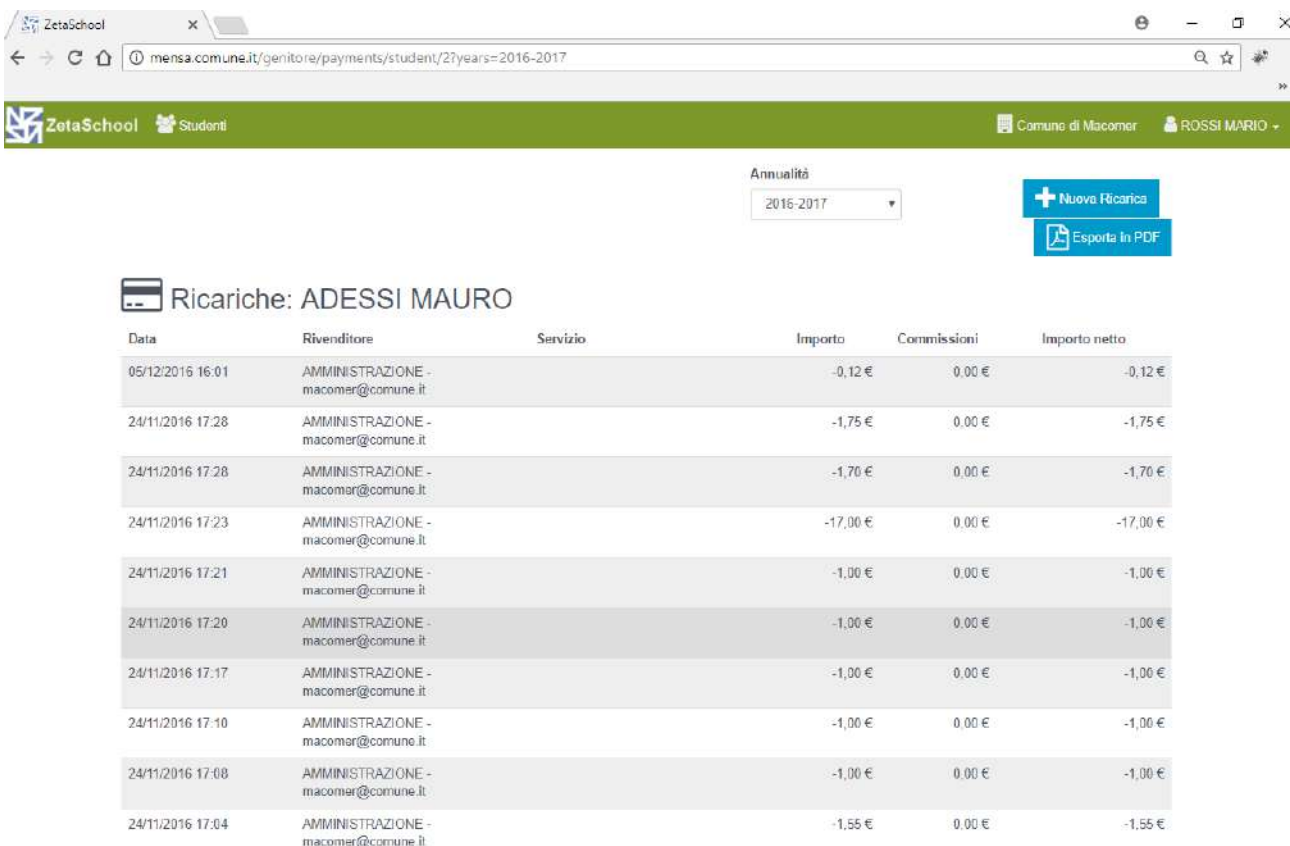 ZetaSchool
mensa.comune.it/genitore/payments/student/2?years=2016-2017
»
ZetaSchool Studenti Comune di Macomer ROSSI MARIO
Annualità
2016-2017 Nuova Ricarica
Esporta in PDF
Ricariche: ADESSI MAURO
Data Rivenditore Servizio Importo Commissioni Importo netto
05/12/2016 16:01 AMMINISTRAZIONE - -0,12 € 0,00 € -0,12 €
macomer@comune.it
24/11/2016 17:28 AMMINISTRAZIONE - -1,75 € 0,00 € -1,75 €
macomer@comune.it
24/11/2016 17:28 AMMINISTRAZIONE - -1,70 € 0,00 € -1,70 €
macomer@comune.it
24/11/2016 17:23 AMMINISTRAZIONE - -17,00 € 0,00 € -17,00 €
macomer@comune.it
24/11/2016 17:21 AMMINISTRAZIONE - -1,00 € 0,00 € -1,00 €
macomer@comune.it
24/11/2016 17:20 AMMINISTRAZIONE - -1,00 € 0,00 € -1,00 €
macomer@comune.it
24/11/2016 17:17 AMMINISTRAZIONE - -1,00 € 0,00 € -1,00 €
macomer@comune.it
24/11/2016 17:10 AMMINISTRAZIONE - -1,00 € 0,00 € -1,00 €
macomer@comune.it
24/11/2016 17:08 AMMINISTRAZIONE - -1,00 € 0,00 € -1,00 €
macomer@comune.it
24/11/2016 17:04 AMMINISTRAZIONE - -1,55 € 0,00 € -1,55 €
macomer@comune.it